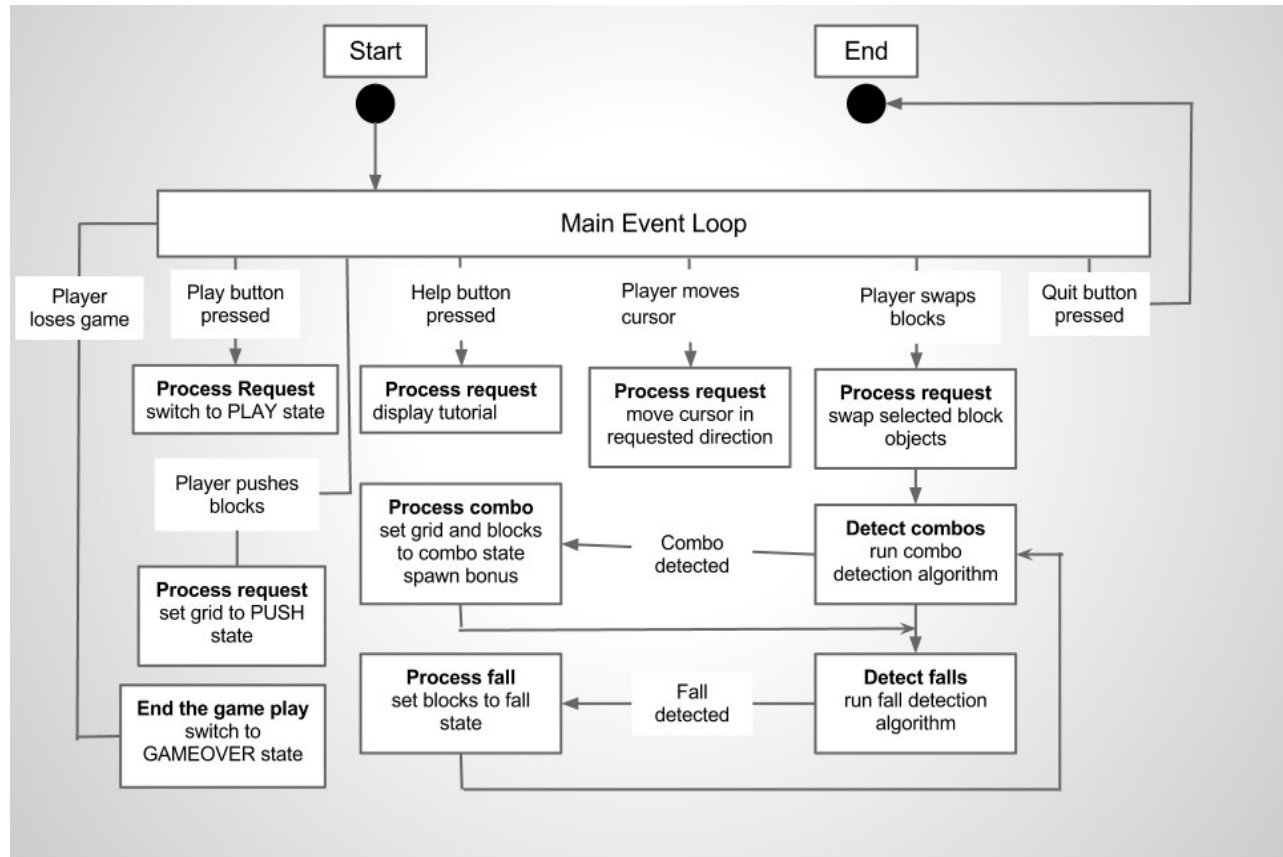 Start
End
Main Event Loop
Player
loses game
Play button
pressed
Help button
pressed
Player moves
cursor
Player swaps
blocks
Quit button
pressed
Process Request
switch to PLAY state
Process request
display tutorial
Process request
move cursor in
requested direction
Process request
swap selected block
objects
Player pushes
blocks
Process combo
set grid and blocks
to combo state
spawn bonus
Combo
detected
Detect combos
run combo
detection algorithm
Process request
set grid to PUSH
state
End the game play
switch to
GAMEOVER state
Process fall
set blocks to fall
state
Fall
detected
Detect falls
run fall detection
algorithm